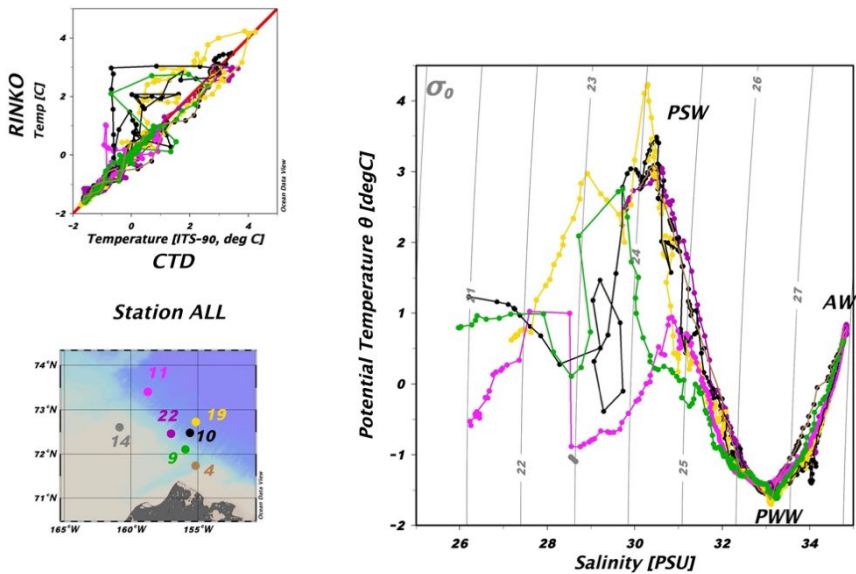 RINKO
Temp [C]
4
2
0
-2
-2
0
2
4
Temperature [ITS-90, deg C]
CTD
Ocean Data View
Station ALL
74°N
73°N
72°N
71°N
165°W
160°W
155°W
11
22
19
14
10
9
4
Ocean Data View
Potential Temperature θ [degC]
4
3
2
1
0
-1
-2
26
28
30
32
34
Salinity [PSU]
σ0
23
26
PSW
24
21
27
AW
22
25
PWW